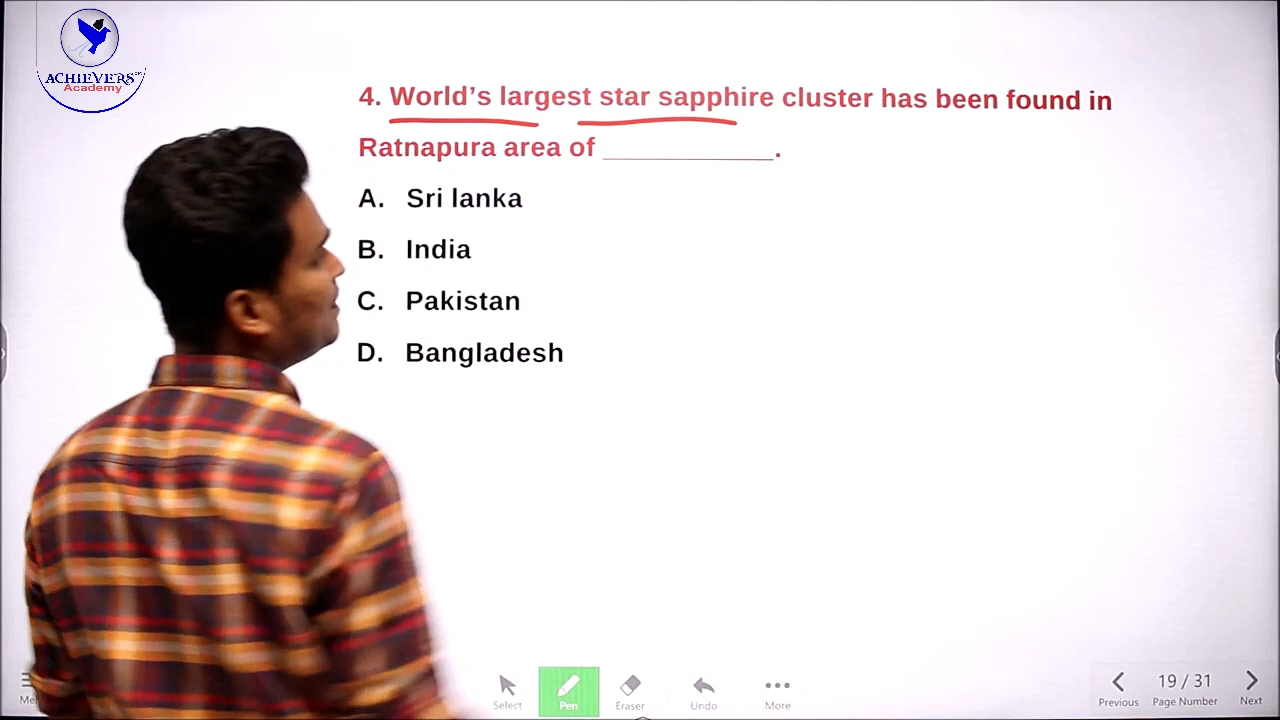 ACHIEVERS
Academy
4. World's largest star sapphire cluster has been found in
Ratnapura area of ____________.
A. Sri lanka
B. India
C. Pakistan
D. Bangladesh
Select
Pen
Eraser
Undo
More
Previous
19 / 31
Page Number
Next